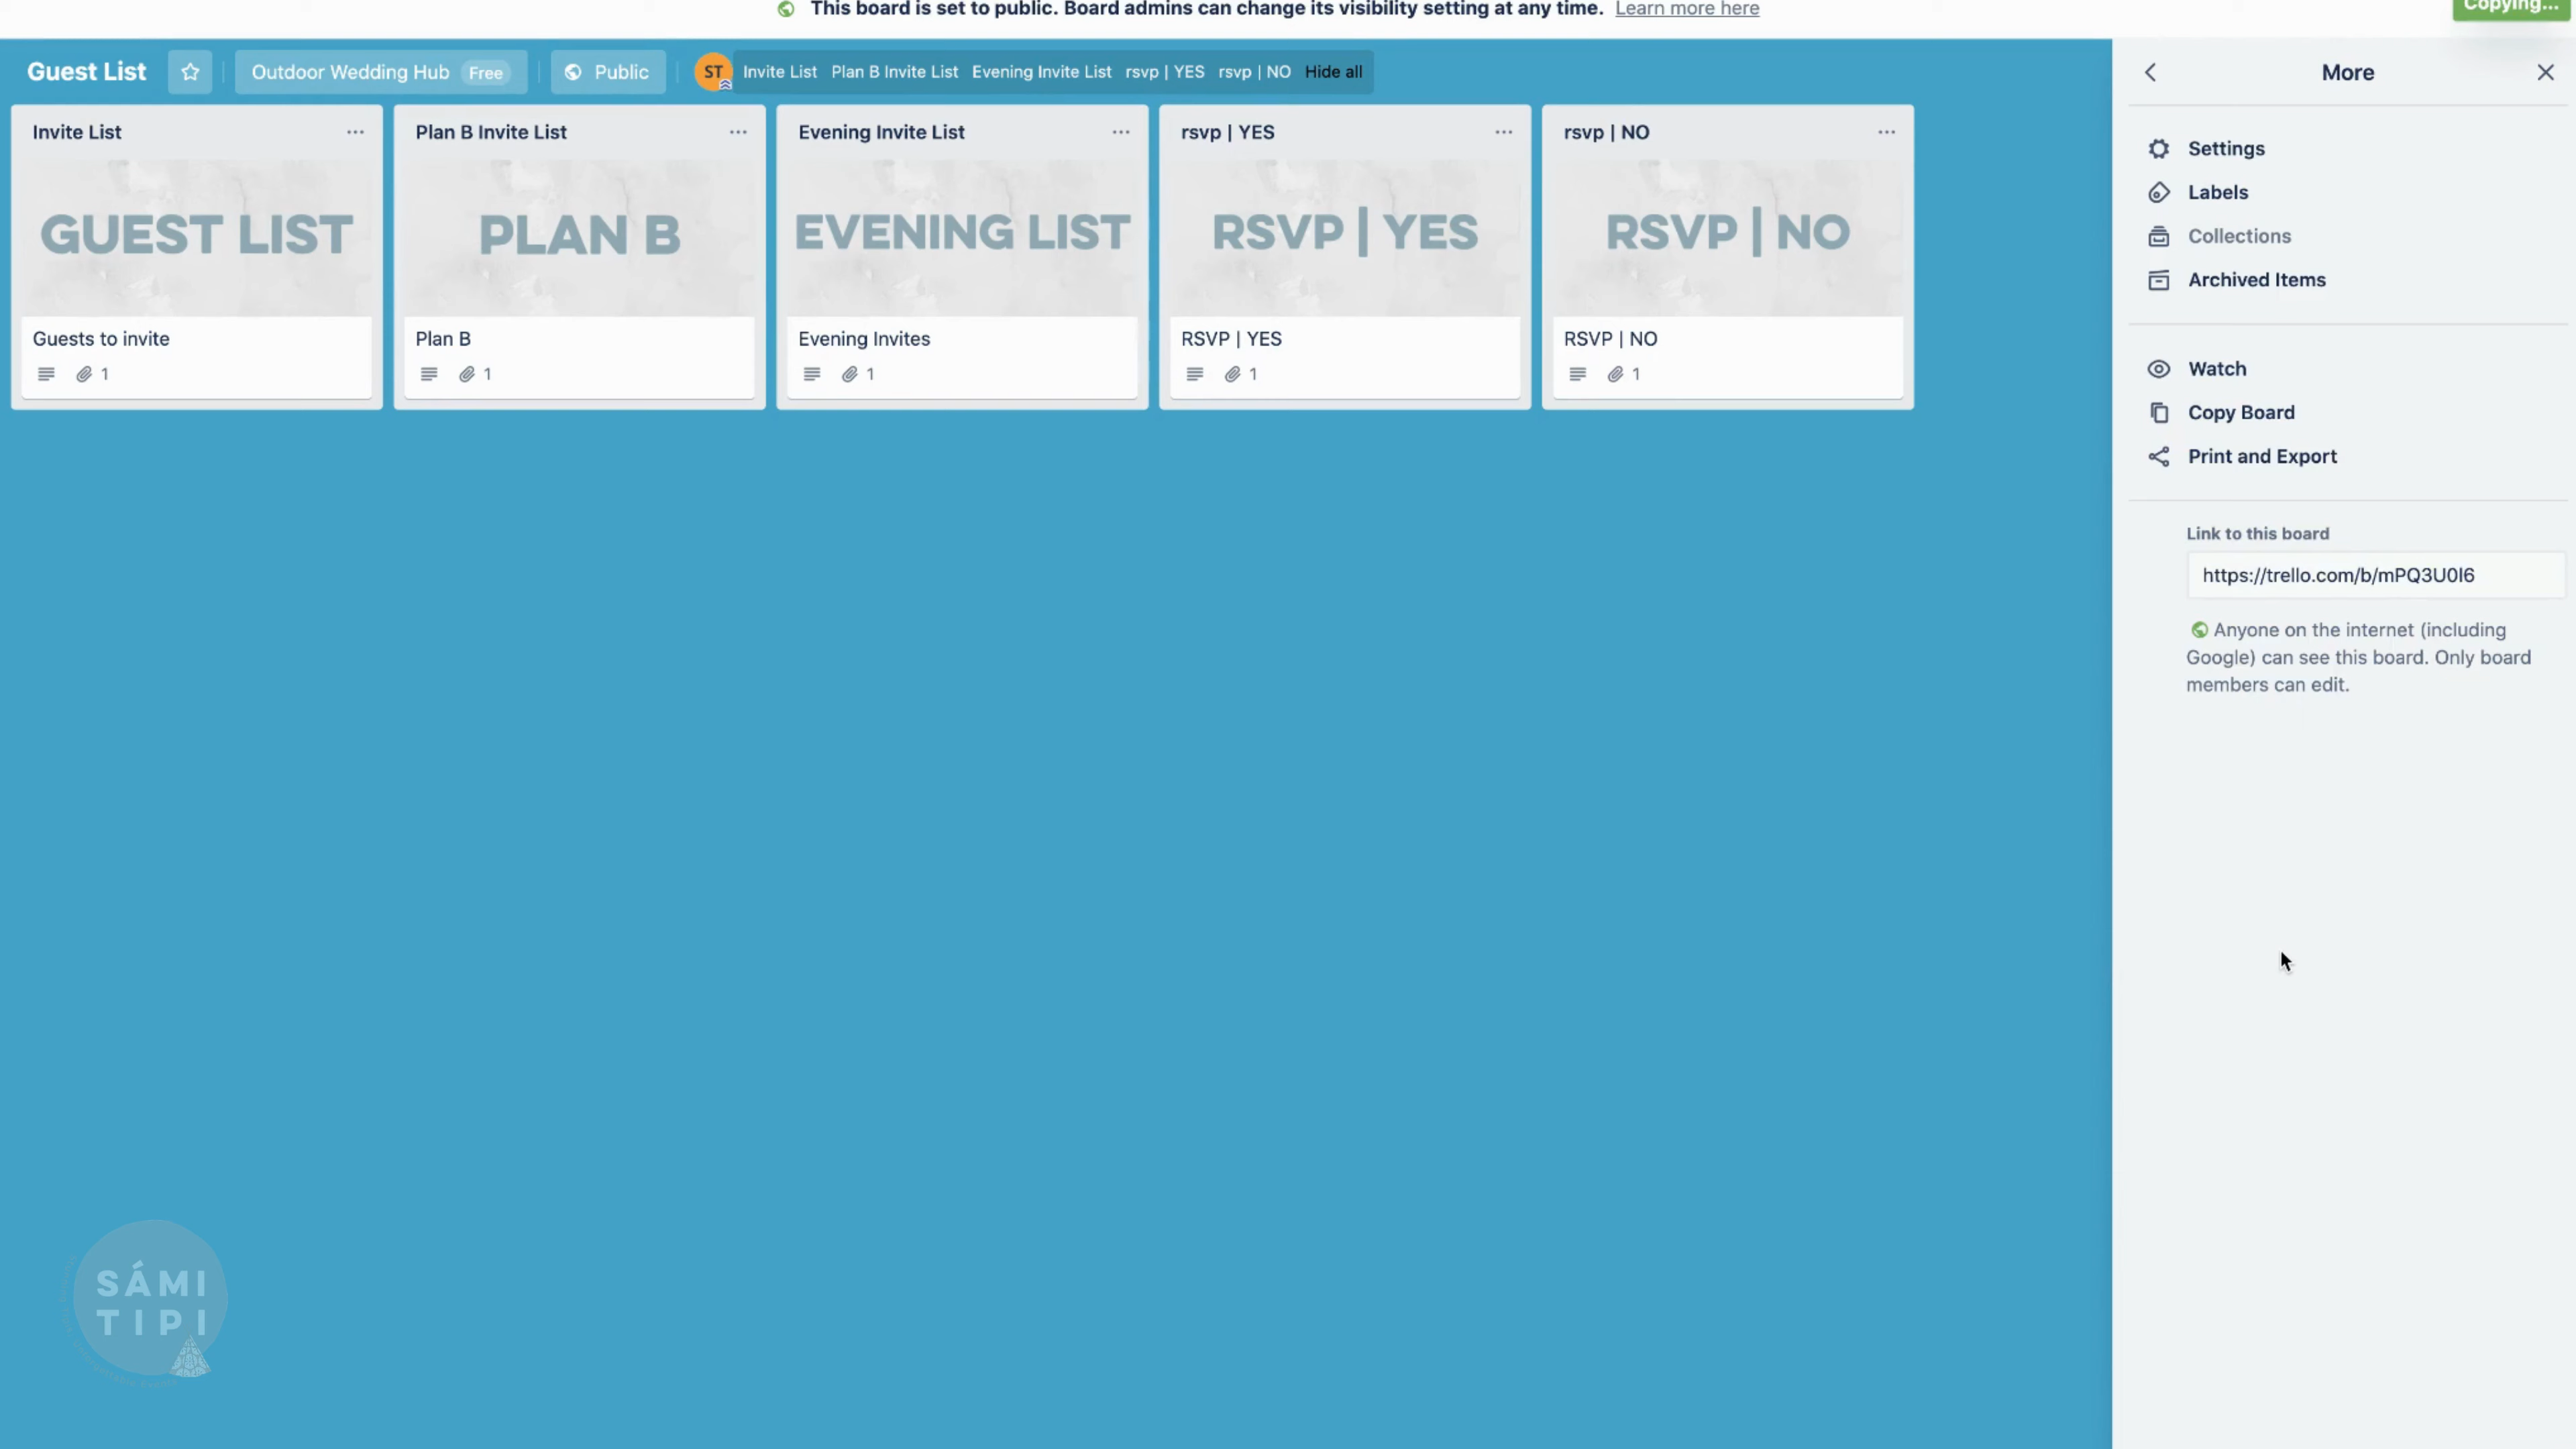 This board is set to public. Board admins can change its visibility setting at any time. Learn more here
Copying...
Guest List
Outdoor Wedding Hub Free
Public
ST
Invite List Plan B Invite List Evening Invite List rsvp | YES rsvp | NO Hide all
Invite List
GUEST LIST
Guests to invite
1
Plan B Invite List
PLAN B
Plan B
1
Evening Invite List
EVENING LIST
Evening Invites
1
rsvp | YES
RSVP | YES
RSVP | YES
1
rsvp | NO
RSVP | NO
RSVP | NO
1
More
Settings
Labels
Collections
Archived Items
Watch
Copy Board
Print and Export
Link to this board
https://trello.com/b/mPQ3U0I6
Anyone on the internet (including
Google) can see this board. Only board
members can edit.
SÁMI
TIPI